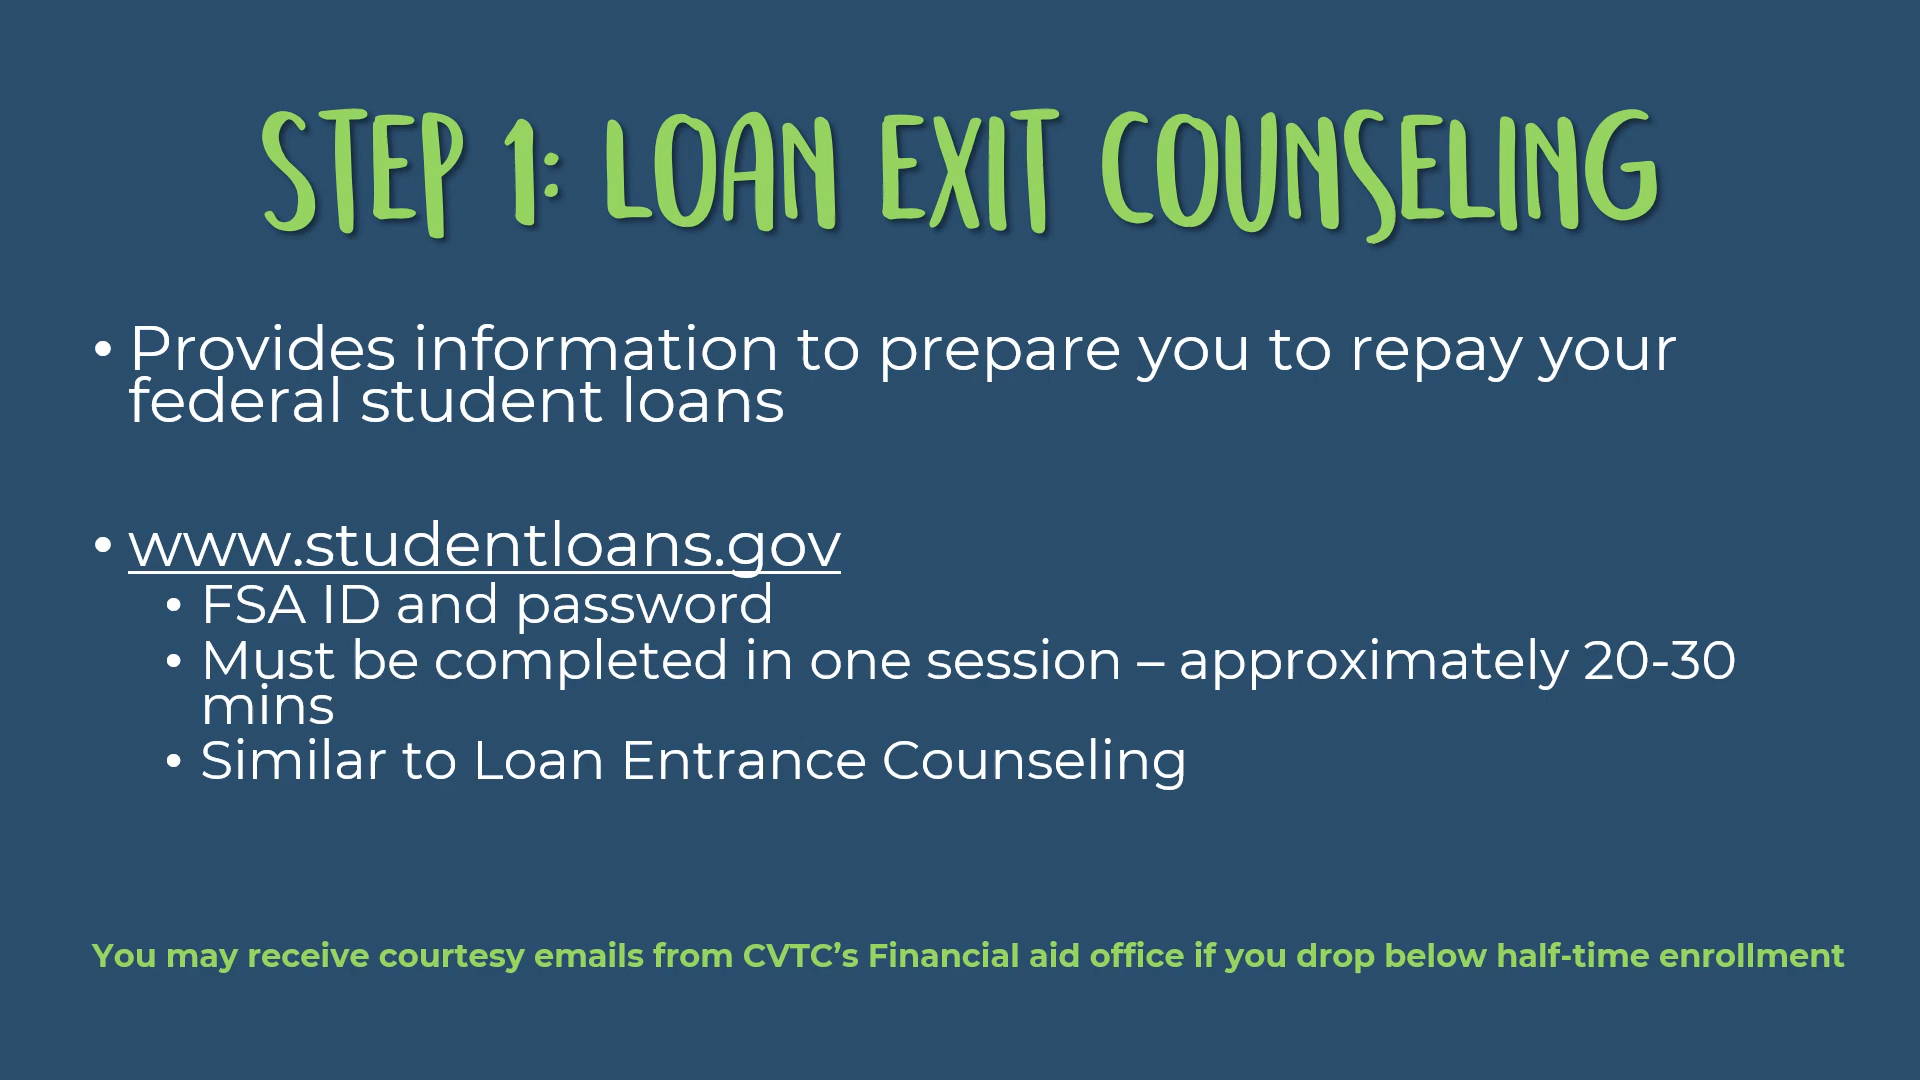 STEP 1: LOAN EXIT COUNSELING
• Provides information to prepare you to repay your
federal student loans
• www.studentloans.gov
• FSA ID and password
• Must be completed in one session – approximately 20-30
mins
• Similar to Loan Entrance Counseling
You may receive courtesy emails from CVTC’s Financial aid office if you drop below half-time enrollment